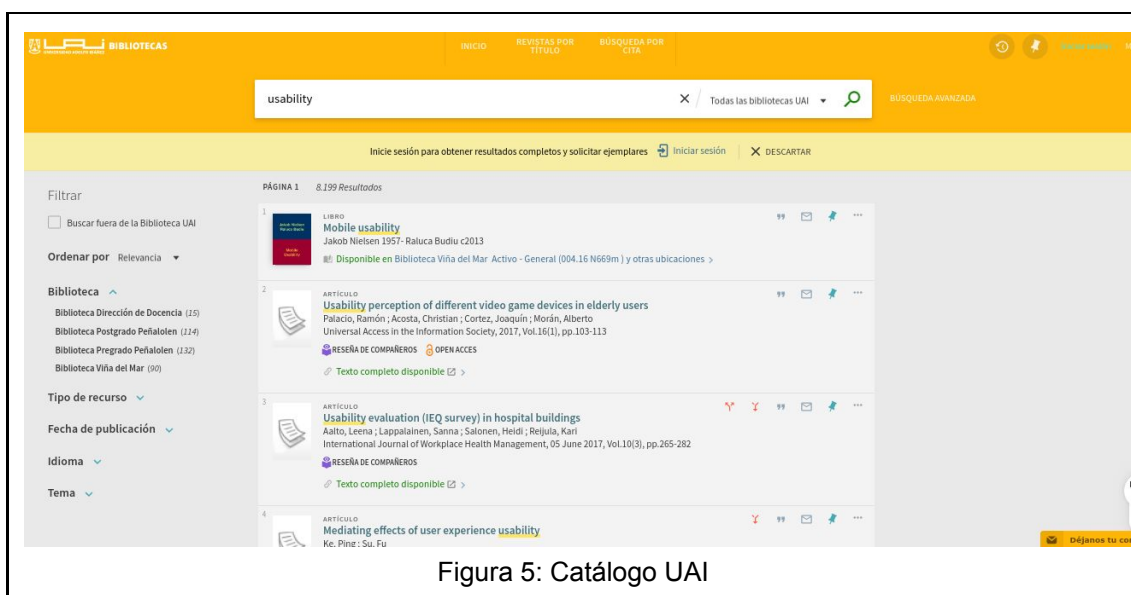 BIBLIOTECAS
INICIO
REVISTAS POR TÍTULO
BÚSQUEDA POR CITA
usability
Todas las bibliotecas UAI
BÚSQUEDA AVANZADA
Inicie sesión para obtener resultados completos y solicitar ejemplares Iniciar sesión DESCARTAR
Filtrar
Buscar fuera de la Biblioteca UAI
Ordenar por Relevancia
Biblioteca
Biblioteca Dirección de Docencia (15)
Biblioteca Postgrado Peñalolen (114)
Biblioteca Pregrado Peñalolen (132)
Biblioteca Viña del Mar (90)
Tipo de recurso
Fecha de publicación
Idioma
Tema
PÁGINA 1 8.199 Resultados
1
LIBRO
Mobile usability
Jakob Nielsen 1957- Raluca Budiu c2013
Disponible en Biblioteca Viña del Mar Activo - General (004.16 N669m ) y otras ubicaciones
2
ARTÍCULO
Usability perception of different video game devices in elderly users
Palacio, Ramón ; Acosta, Christian ; Cortez, Joaquín ; Morán, Alberto
Universal Access in the Information Society, 2017, Vol.16(1), pp.103-113
RESEÑA DE COMPAÑEROS OPEN ACCES
Texto completo disponible
3
ARTÍCULO
Usability evaluation (IEQ survey) in hospital buildings
Aalto, Leena ; Lappalainen, Sanna ; Salonen, Heidi ; Reijula, Kari
International Journal of Workplace Health Management, 05 June 2017, Vol.10(3), pp.265-282
RESEÑA DE COMPAÑEROS
Texto completo disponible
4
ARTÍCULO
Mediating effects of user experience usability
Ke, Ping ; Su, Fu
Déjanos tu co
Figura 5: Catálogo UAI